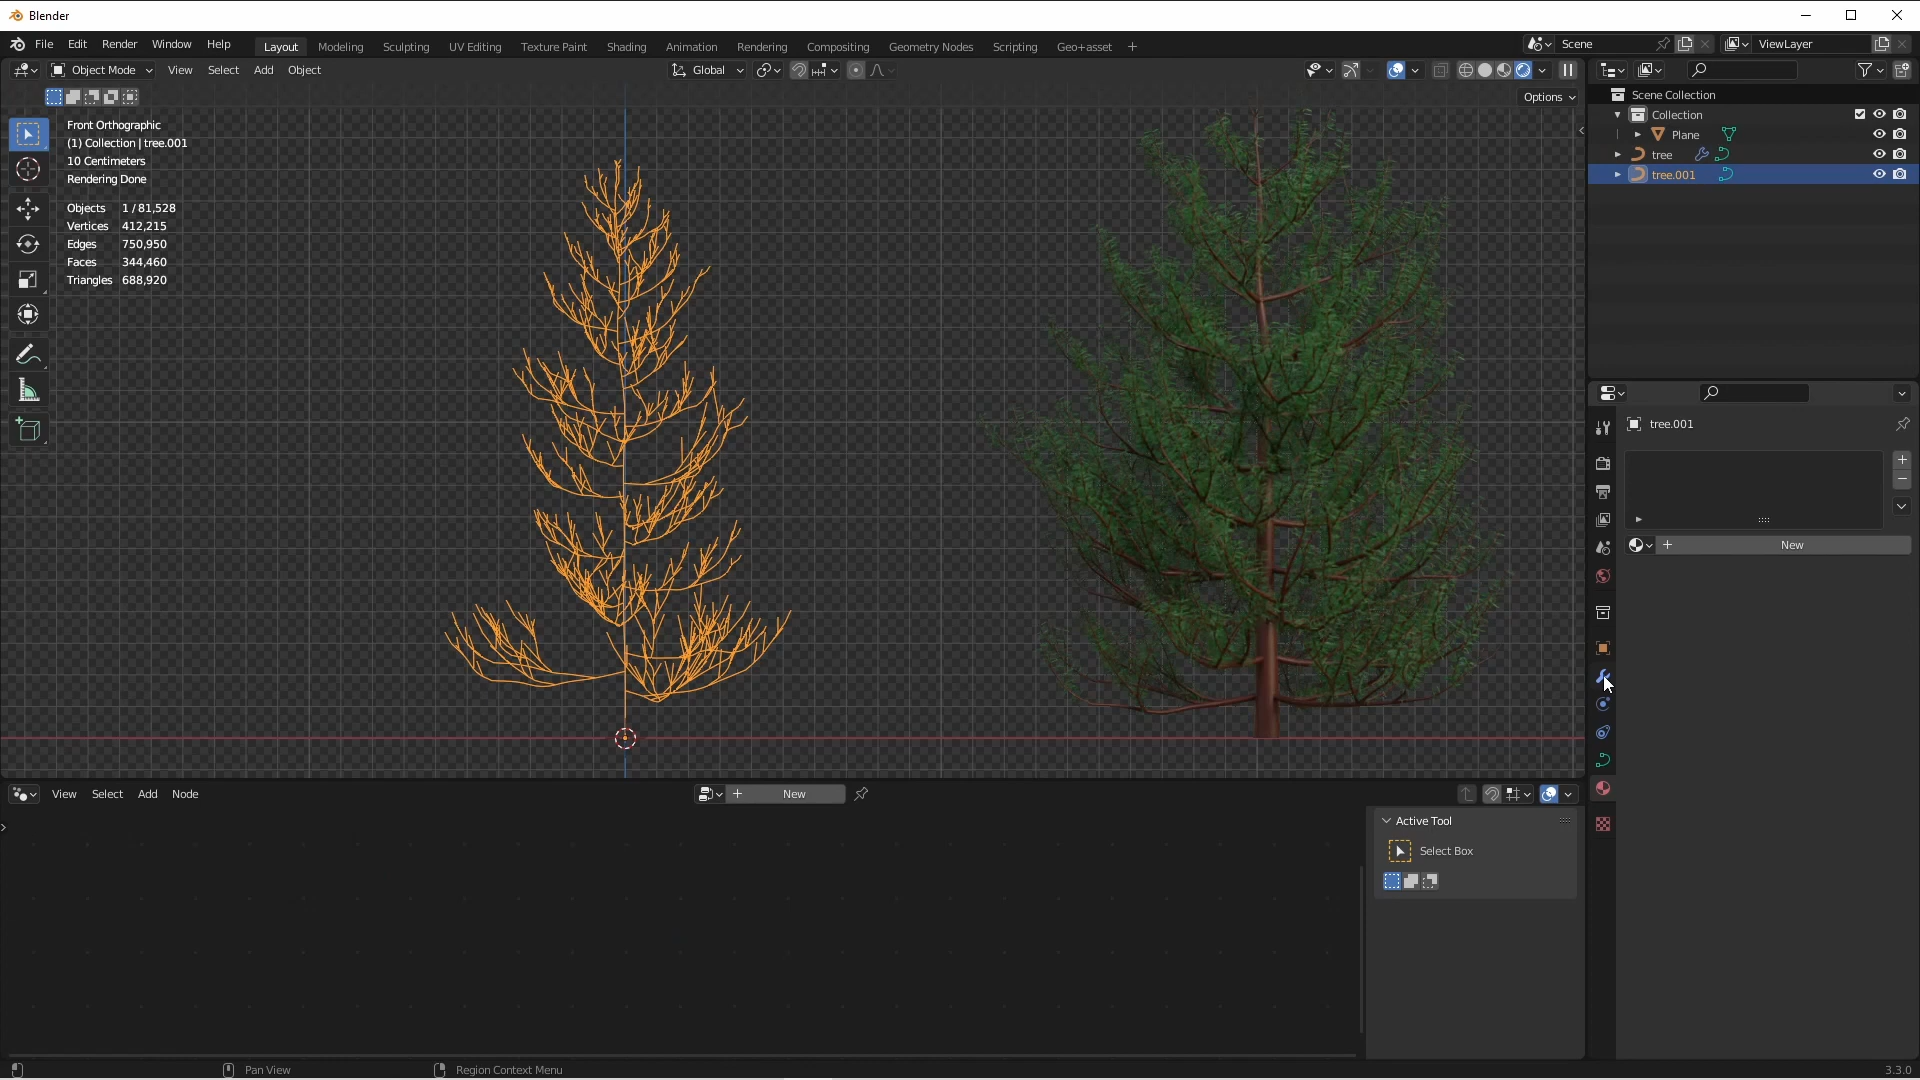 Blender
File Edit Render Window Help
Layout Modeling Sculpting UV Editing Texture Paint Shading Animation Rendering Compositing Geometry Nodes Scripting Geo+asset +
Scene
ViewLayer
Object Mode View Select Add Object
Global
Options
Front Orthographic
(1) Collection | tree.001
10 Centimeters
Rendering Done
Objects 1 / 81,528
Vertices 412,215
Edges 750,950
Faces 344,460
Triangles 688,920
Scene Collection
Collection
Plane
tree
tree.001
tree.001
+ New
View Select Add Node
+ New
Active Tool
Select Box
Pan View
Region Context Menu
3.3.0